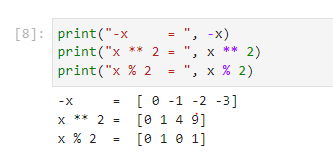 [8]: print("-x     = ", -x)
print("x ** 2 = ", x ** 2)
print("x % 2  = ", x % 2)
-x     =  [ 0 -1 -2 -3]
x ** 2 =  [0 1 4 9]
x % 2  =  [0 1 0 1]